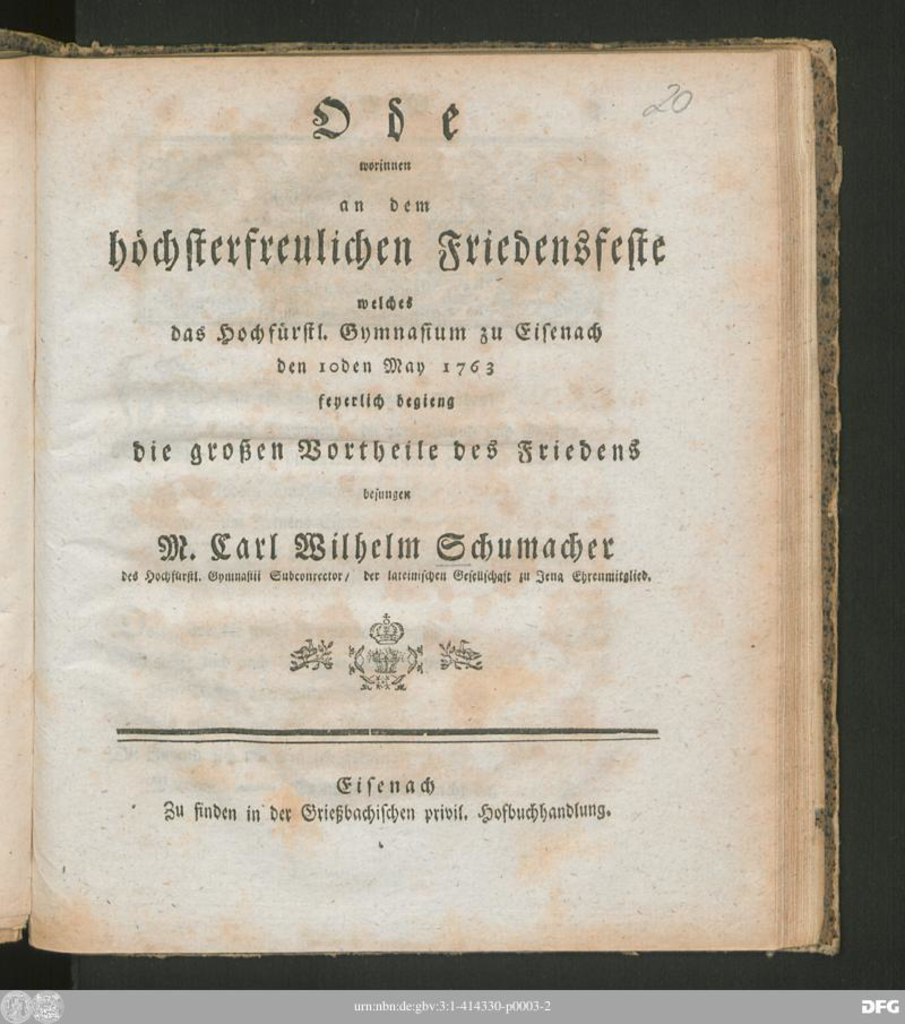 20
Ode
worinnen
an dem
höchsterfreulichen Friedensfeste
welches
das Hochfürstl. Gymnasium zu Eisenach
den 10den May 1763
feyerlich begieng
die großen Vortheile des Friedens
besungen
M. Carl Wilhelm Schumacher
des Hochfürstl. Gymnasii Subconrector/ der lateinischen Gesellschaft zu Jena Ehrenmitglied.
Eisenach
Zu finden in der Grießbachischen privil. Hofbuchhandlung.
urn:nbn:de:gbv:3:1-414330-p0003-2
DFG